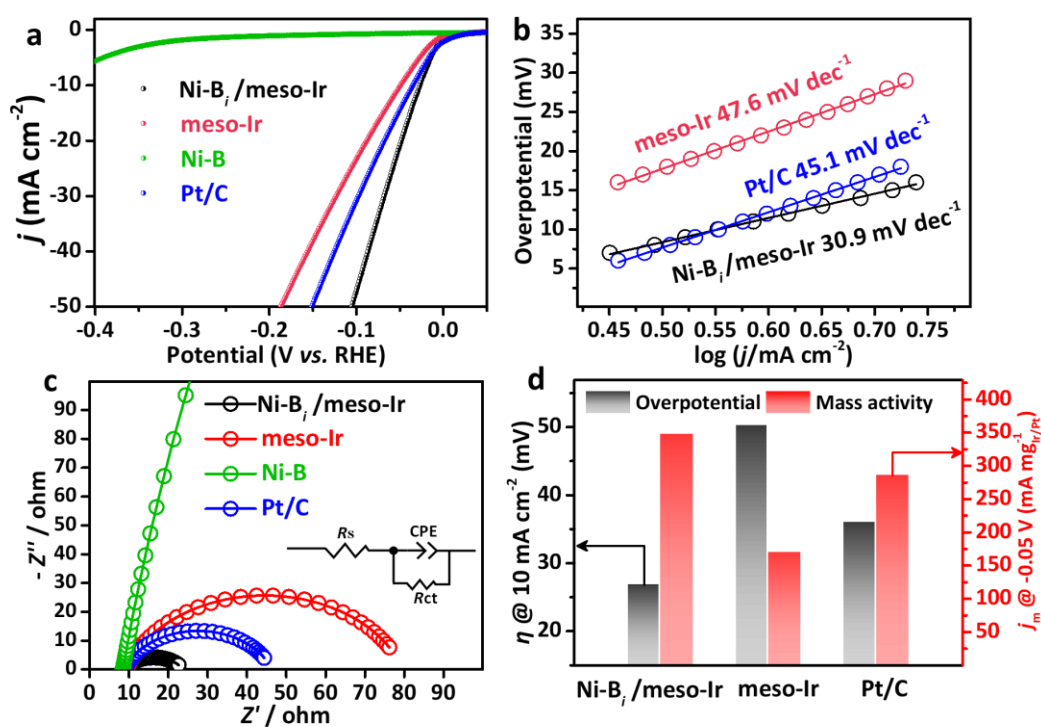 a
0
-10
-20
-30
-40
-50
j (mA cm⁻²)
Ni-Bᵢ/meso-Ir
meso-Ir
Ni-B
Pt/C
-0.4 -0.3 -0.2 -0.1 0.0
Potential (V vs. RHE)
b
35
30
25
20
15
10
5
Overpotential (mV)
meso-Ir 47.6 mV dec⁻¹
Pt/C 45.1 mV dec⁻¹
Ni-Bᵢ/meso-Ir 30.9 mV dec⁻¹
0.45 0.50 0.55 0.60 0.65 0.70 0.75
log (j/mA cm⁻²)
c
90
80
70
60
50
40
30
20
10
0
- Z'' / ohm
Ni-Bᵢ/meso-Ir
meso-Ir
Ni-B
Pt/C
Rs
CPE
Rct
0 10 20 30 40 50 60 70 80 90
Z' / ohm
d
50
40
30
20
η @ 10 mA cm⁻² (mV)
Overpotential
Mass activity
400
350
300
250
200
150
100
50
jₘ @ -0.05 V (mA mg⁻¹Ir/Pt)
Ni-Bᵢ/meso-Ir meso-Ir Pt/C